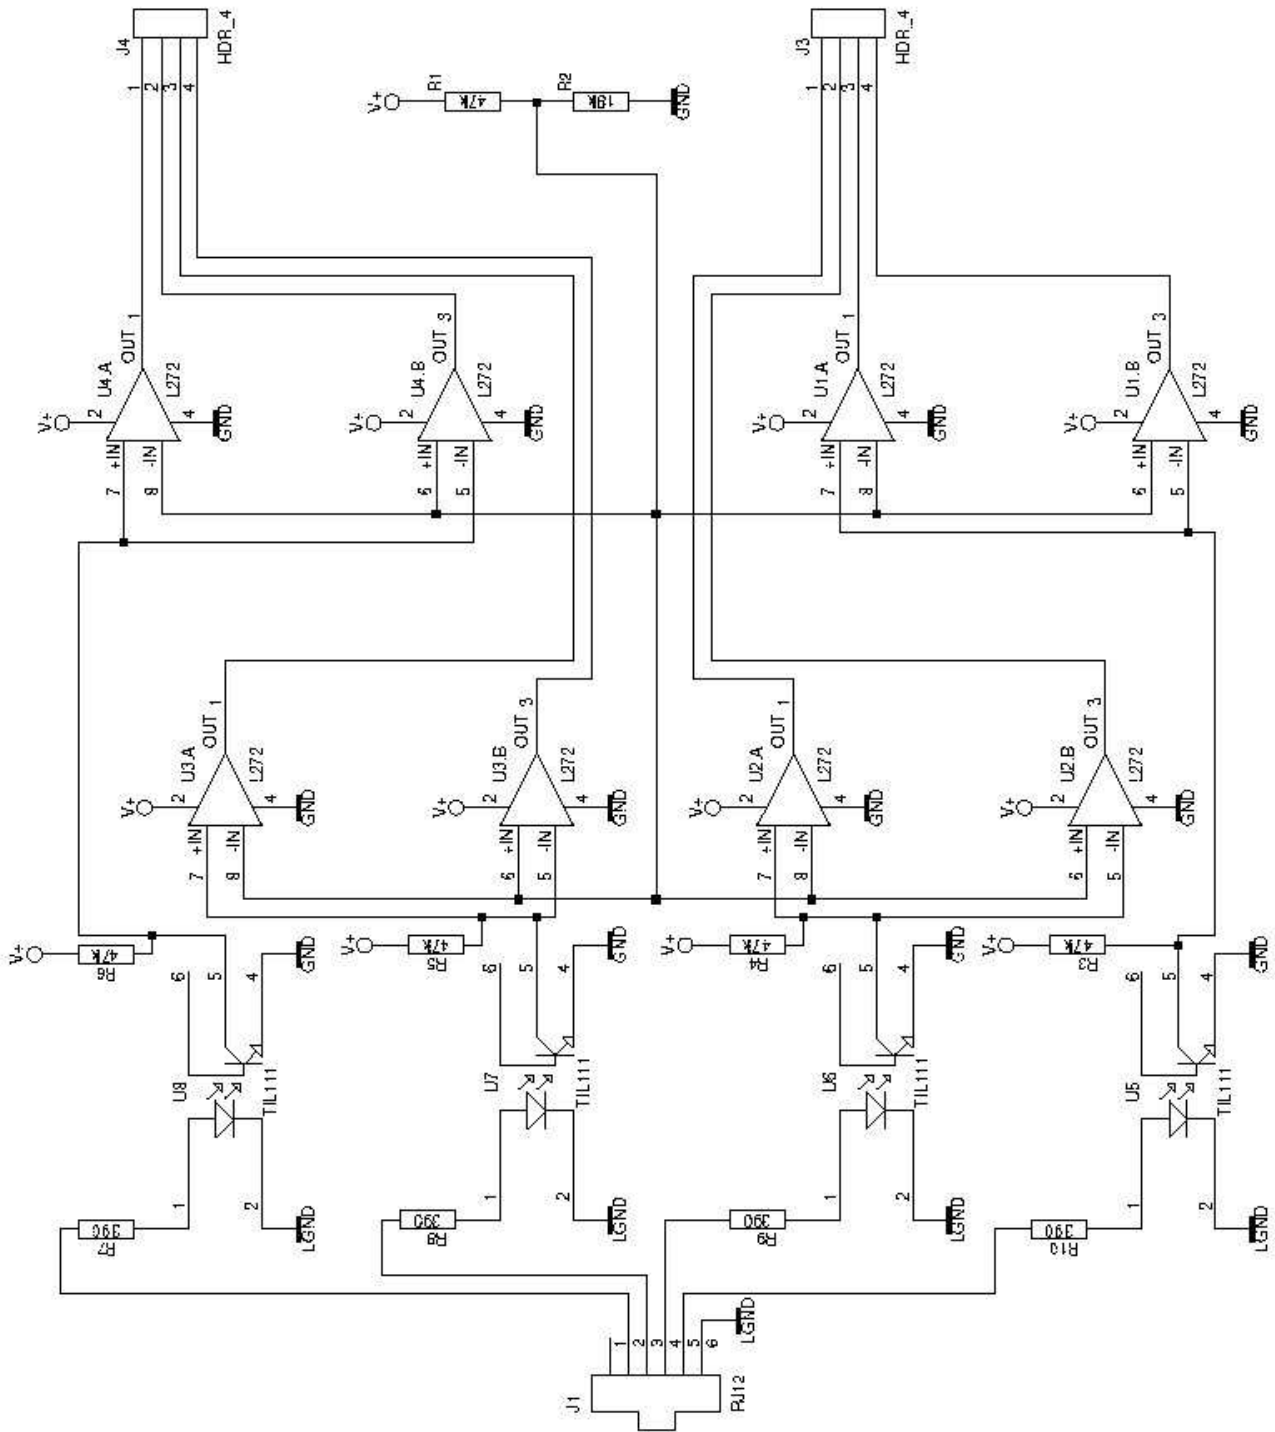 J4
HDR_4
1
2
3
4
J3
HDR_4
1
2
3
4
V+
R1
47k
R2
18k
GND
U4.A
V+
2
OUT 1
L272
4
GND
+IN
-IN
7
8
U4.B
V+
2
OUT 3
L272
4
GND
+IN
-IN
6
5
U1.A
V+
2
OUT 1
L272
4
GND
+IN
-IN
7
8
U1.B
V+
2
OUT 3
L272
4
GND
+IN
-IN
6
5
U3.A
V+
2
OUT 1
L272
4
GND
+IN
-IN
7
8
U3.B
V+
2
OUT 3
L272
4
GND
+IN
-IN
6
5
U2.A
V+
2
OUT 1
L272
4
GND
+IN
-IN
7
8
U2.B
V+
2
OUT 3
L272
4
GND
+IN
-IN
6
5
V+
R6
47k
6
5
4
GND
U8
TIL111
1
2
LGND
R7
390
V+
R5
47k
6
5
4
GND
U7
TIL111
1
2
LGND
R8
390
V+
R4
47k
6
5
4
GND
U6
TIL111
1
2
LGND
R9
390
V+
R3
47k
6
5
4
GND
U5
TIL111
1
2
LGND
R10
390
J1
RJ12
1
2
3
4
5
6
LGND